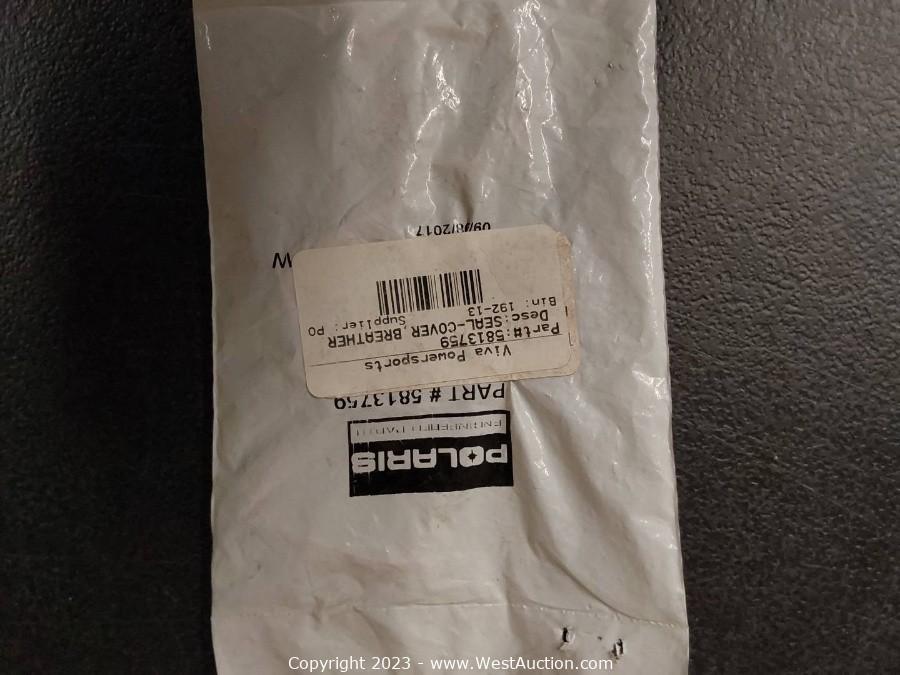 POLARIS
ENGINEERED PARTS
PART # 5813759
Viva Powersports
Part#:5813759
Desc:SEAL-COVER, BREATHER
Bin: 192-13 Supplier: PO
09/08/2017
Copyright 2023 - www.WestAuction.com